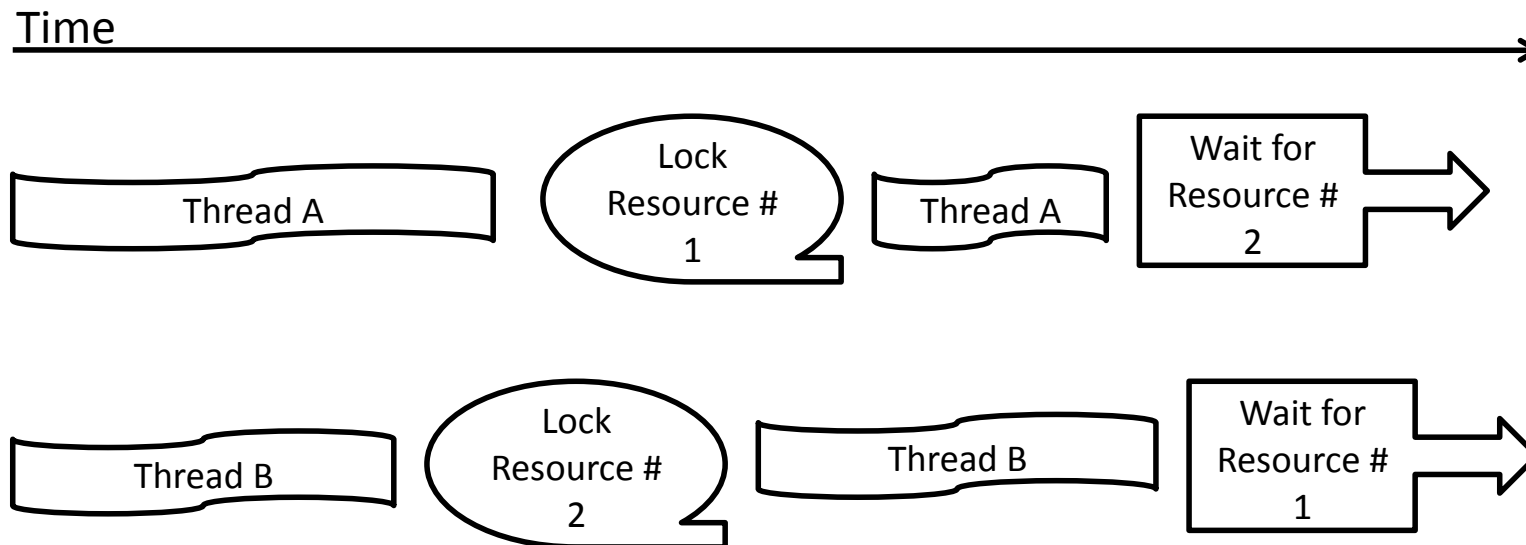 Time
Thread A
Lock
Resource #
1
Thread A
Wait for
Resource #
2
Thread B
Lock
Resource #
2
Thread B
Wait for
Resource #
1